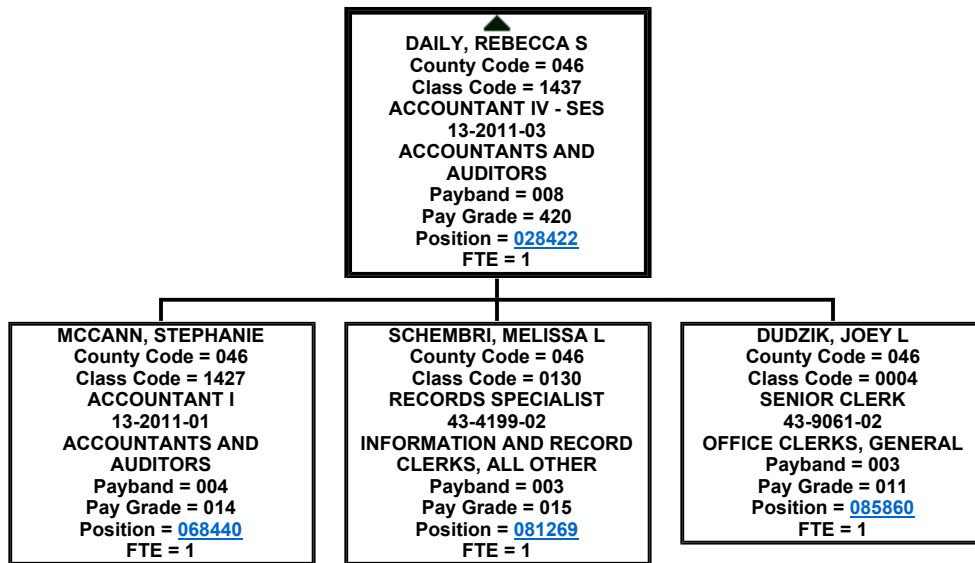 DAILY, REBECCA S
County Code = 046
Class Code = 1437
ACCOUNTANT IV - SES
13-2011-03
ACCOUNTANTS AND
AUDITORS
Payband = 008
Pay Grade = 420
Position = 028422
FTE = 1
MCCANN, STEPHANIE
County Code = 046
Class Code = 1427
ACCOUNTANT I
13-2011-01
ACCOUNTANTS AND
AUDITORS
Payband = 004
Pay Grade = 014
Position = 068440
FTE = 1
SCHEMBRI, MELISSA L
County Code = 046
Class Code = 0130
RECORDS SPECIALIST
43-4199-02
INFORMATION AND RECORD
CLERKS, ALL OTHER
Payband = 003
Pay Grade = 015
Position = 081269
FTE = 1
DUDZIK, JOEY L
County Code = 046
Class Code = 0004
SENIOR CLERK
43-9061-02
OFFICE CLERKS, GENERAL
Payband = 003
Pay Grade = 011
Position = 085860
FTE = 1